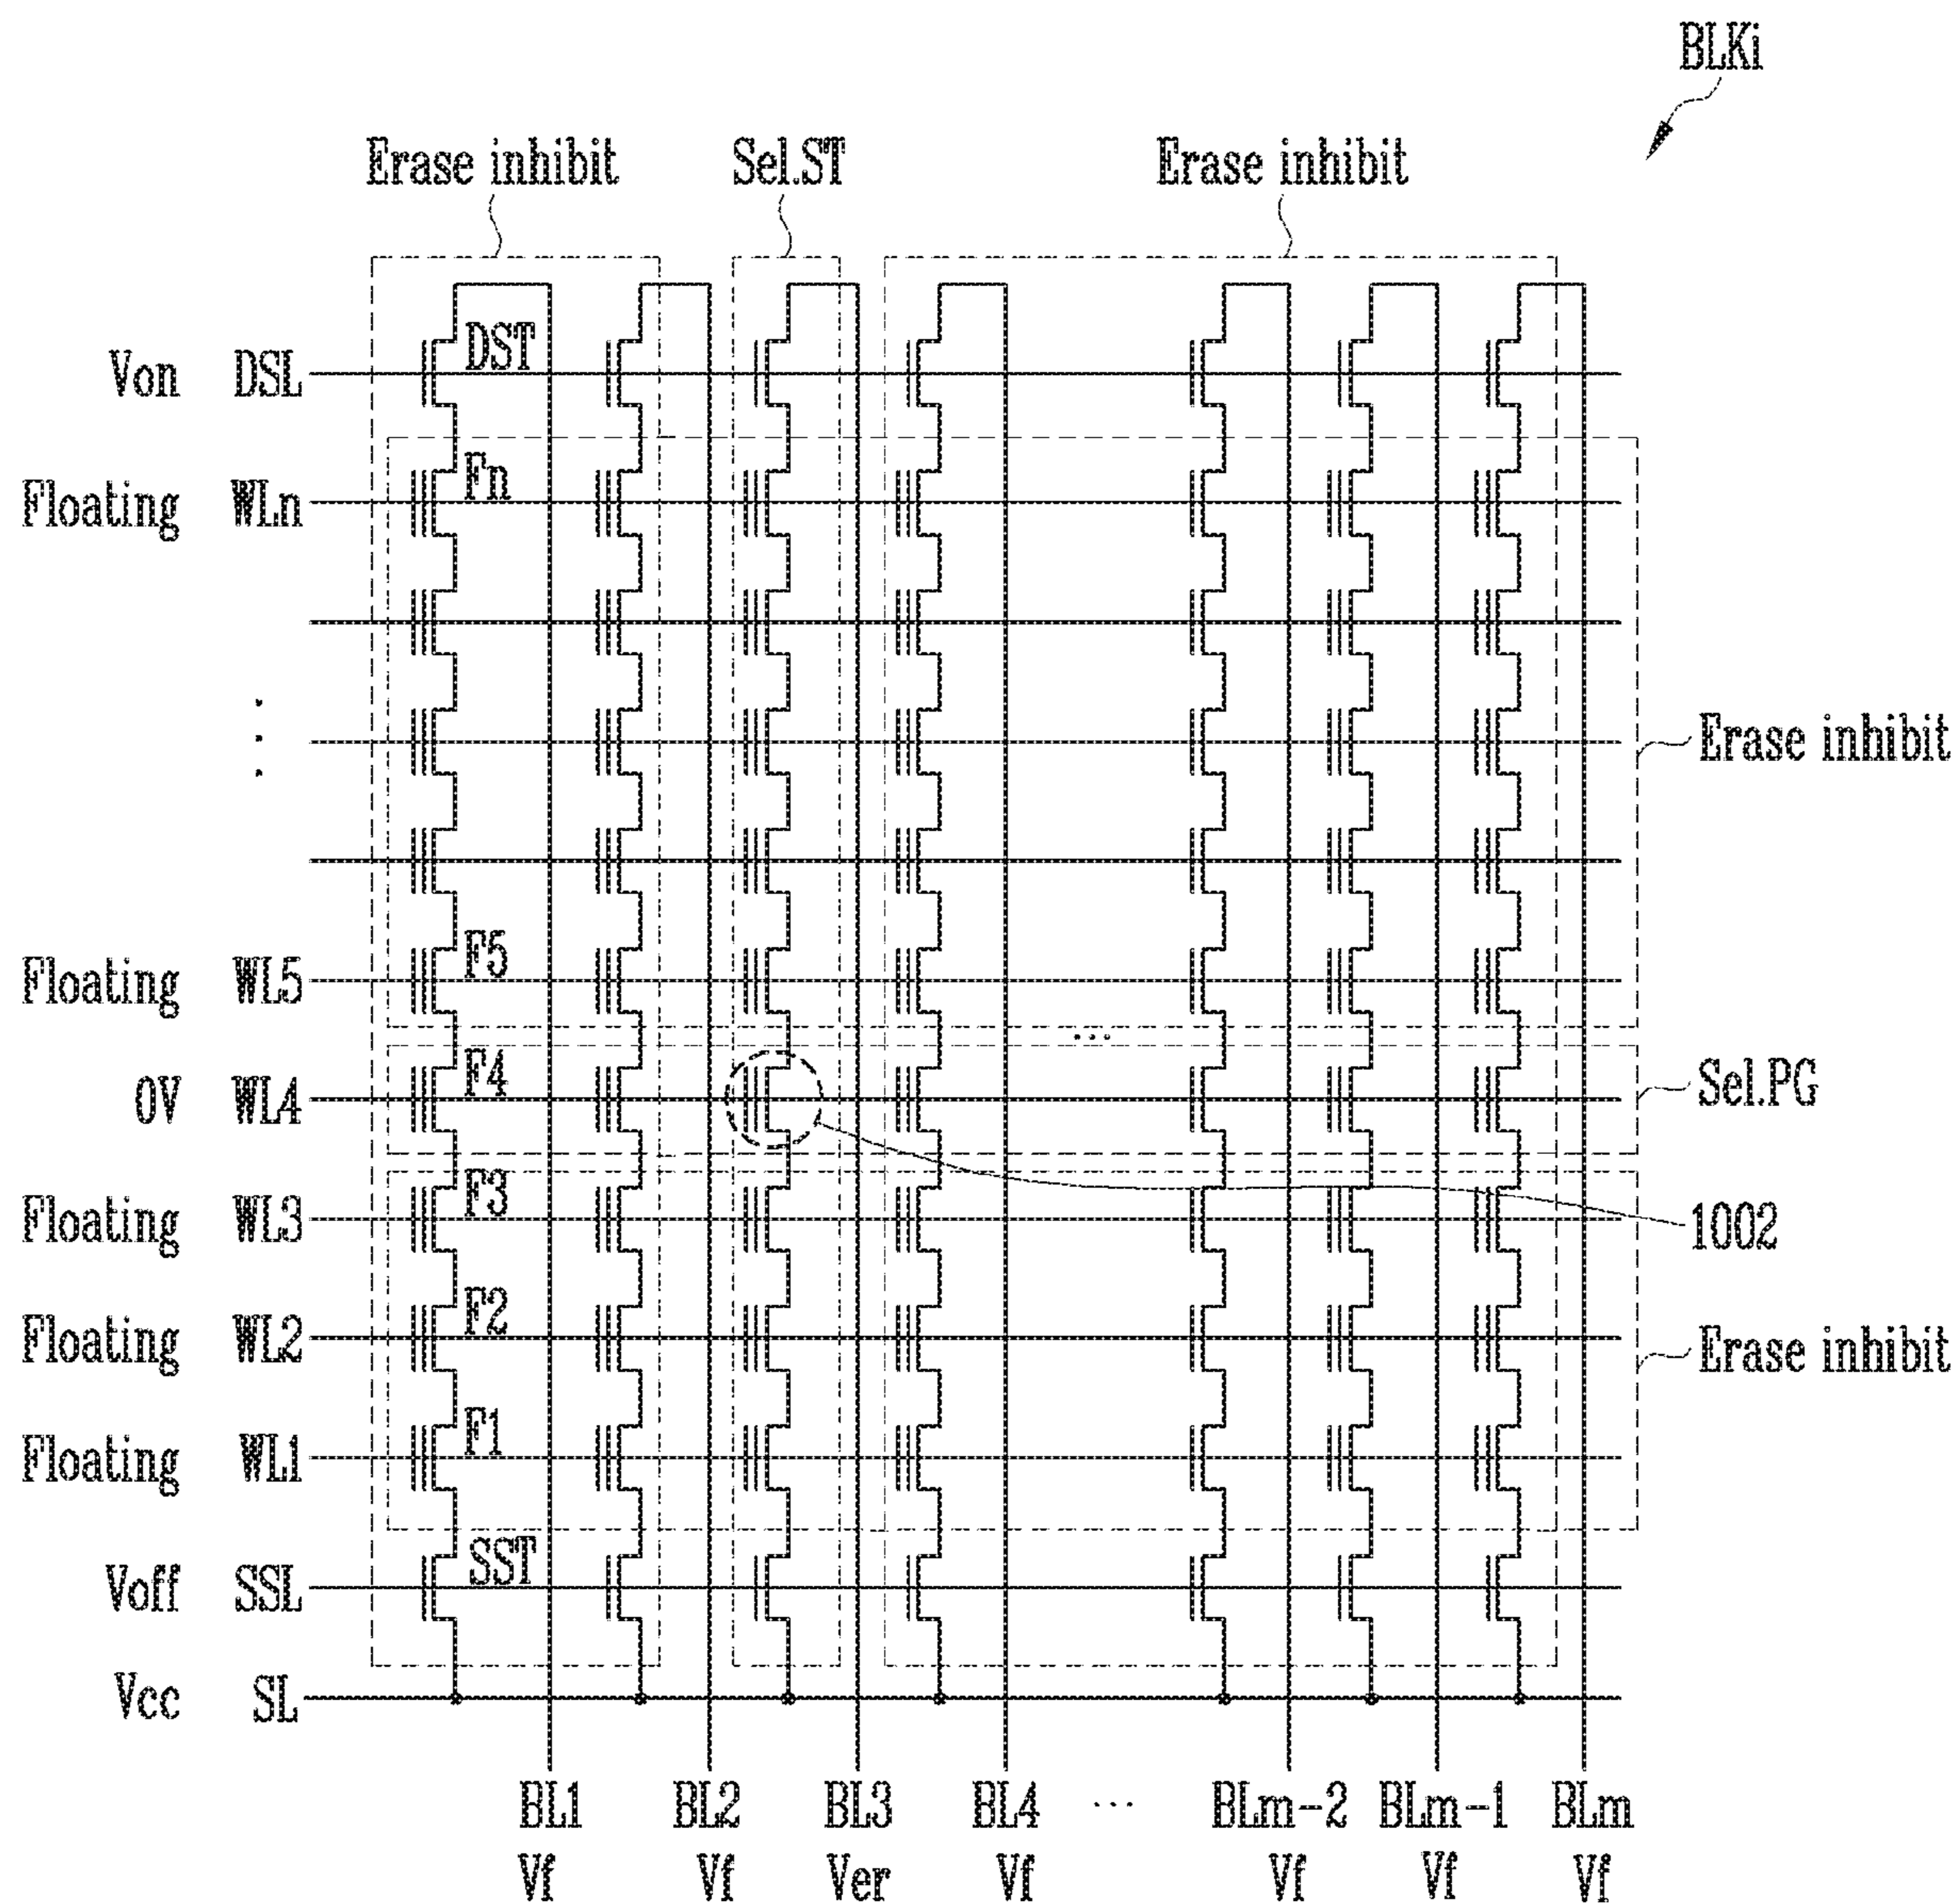 BLKi
Erase inhibit Sel.ST Erase inhibit
DST
Von DSL
Fn
Floating WLn
⋮
Erase inhibit
F5
Floating WL5
...
F4
0V WL4
Sel.PG
F3
Floating WL3
1002
F2
Floating WL2
Erase inhibit
F1
Floating WL1
SST
Voff SSL
Vcc SL
BL1 BL2 BL3 BL4 ... BLm-2 BLm-1 BLm
Vf Vf Ver Vf Vf Vf Vf